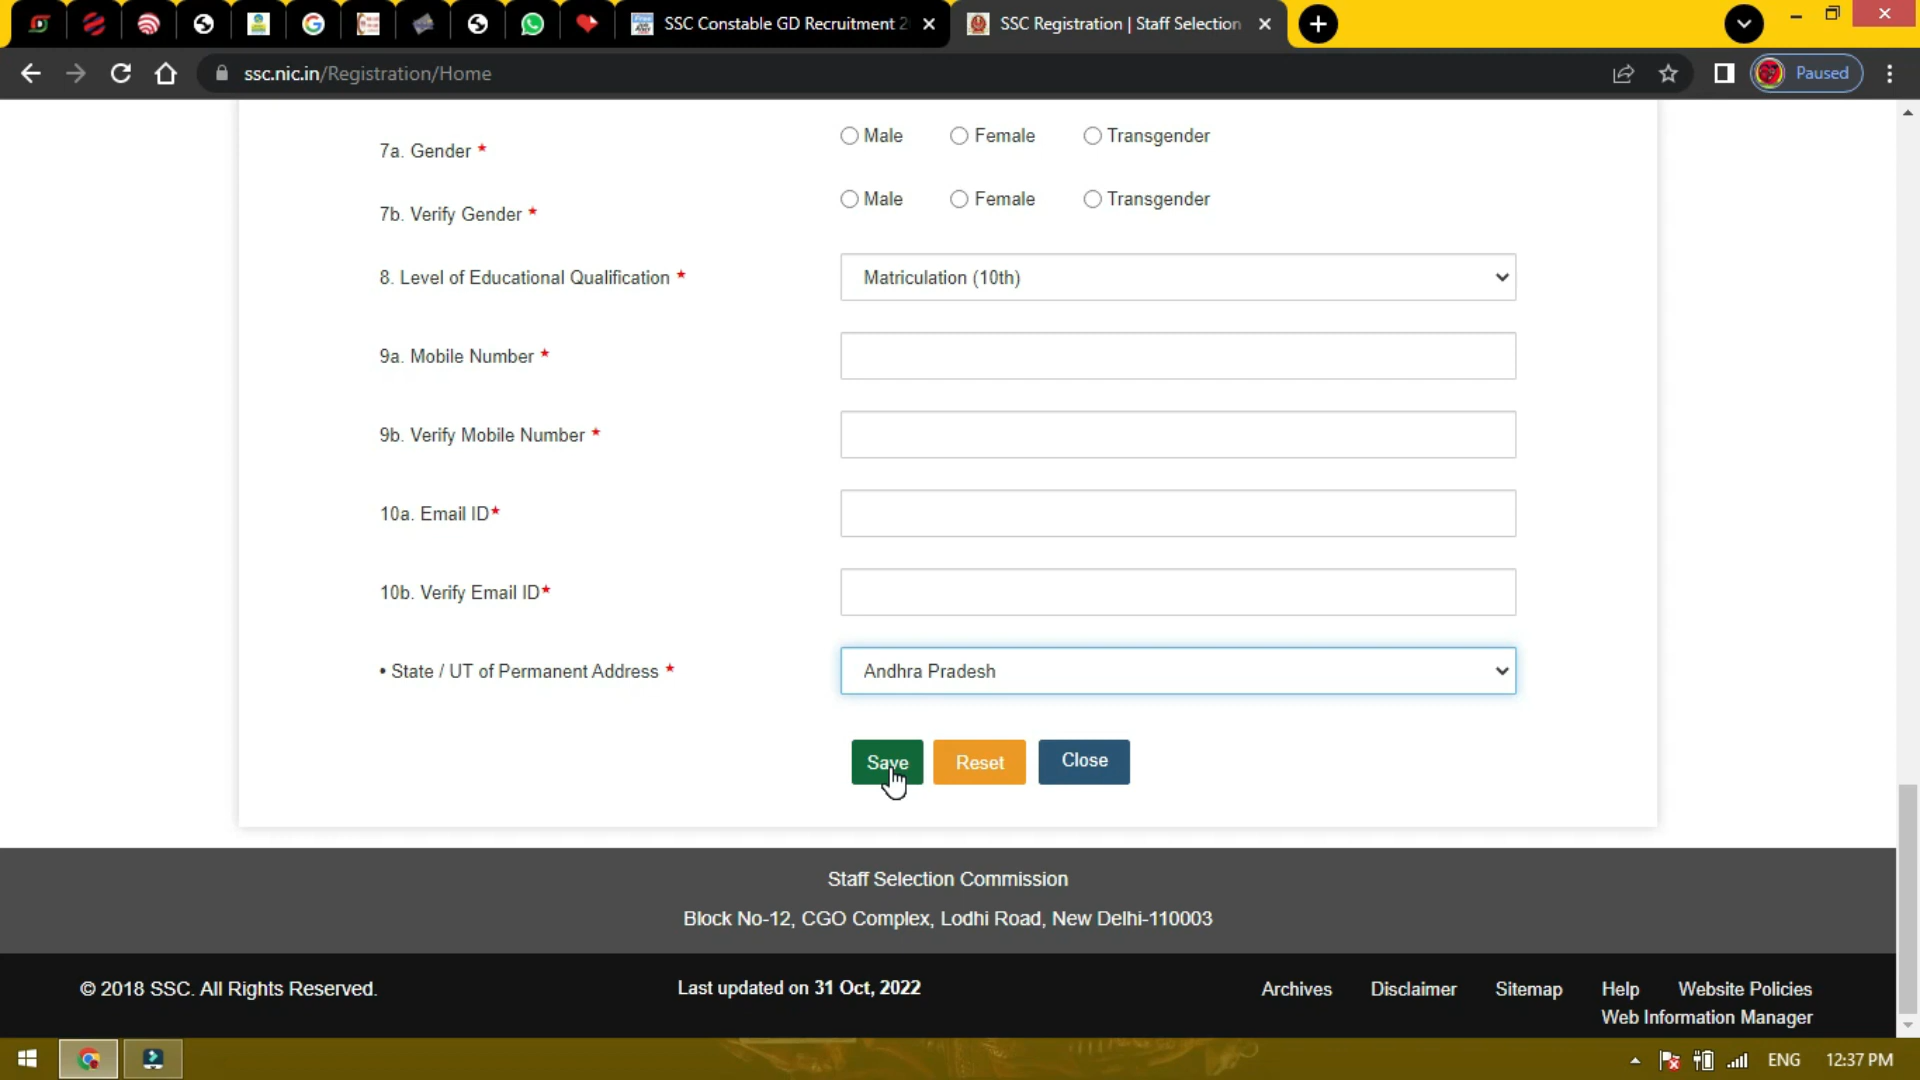 SSC Constable GD Recruitment 2
SSC Registration | Staff Selection
ssc.nic.in/Registration/Home
Paused
7a. Gender *
Male Female Transgender
7b. Verify Gender *
Male Female Transgender
8. Level of Educational Qualification *
Matriculation (10th)
9a. Mobile Number *
9b. Verify Mobile Number *
10a. Email ID*
10b. Verify Email ID*
• State / UT of Permanent Address *
Andhra Pradesh
Save Reset Close
Staff Selection Commission
Block No-12, CGO Complex, Lodhi Road, New Delhi-110003
© 2018 SSC. All Rights Reserved.
Last updated on 31 Oct, 2022
Archives Disclaimer Sitemap Help Website Policies
Web Information Manager
ENG 12:37 PM